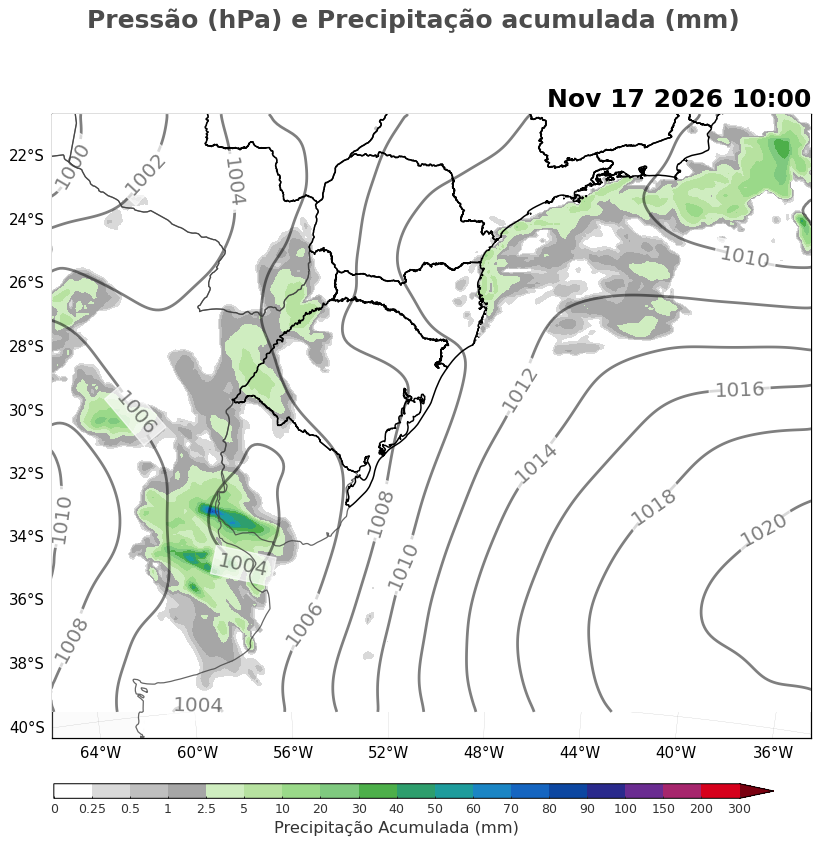 Pressão (hPa) e Precipitação acumulada (mm)
Nov 17 2026 10:00
22°S
24°S
26°S
28°S
30°S
32°S
34°S
36°S
38°S
40°S
1000
1002
1004
1010
1006
1012
1016
1014
1018
1020
1010
1008
1010
1004
1006
1008
1004
64°W 60°W 56°W 52°W 48°W 44°W 40°W 36°W
0 0.25 0.5 1 2.5 5 10 20 30 40 50 60 70 80 90 100 150 200 300
Precipitação Acumulada (mm)